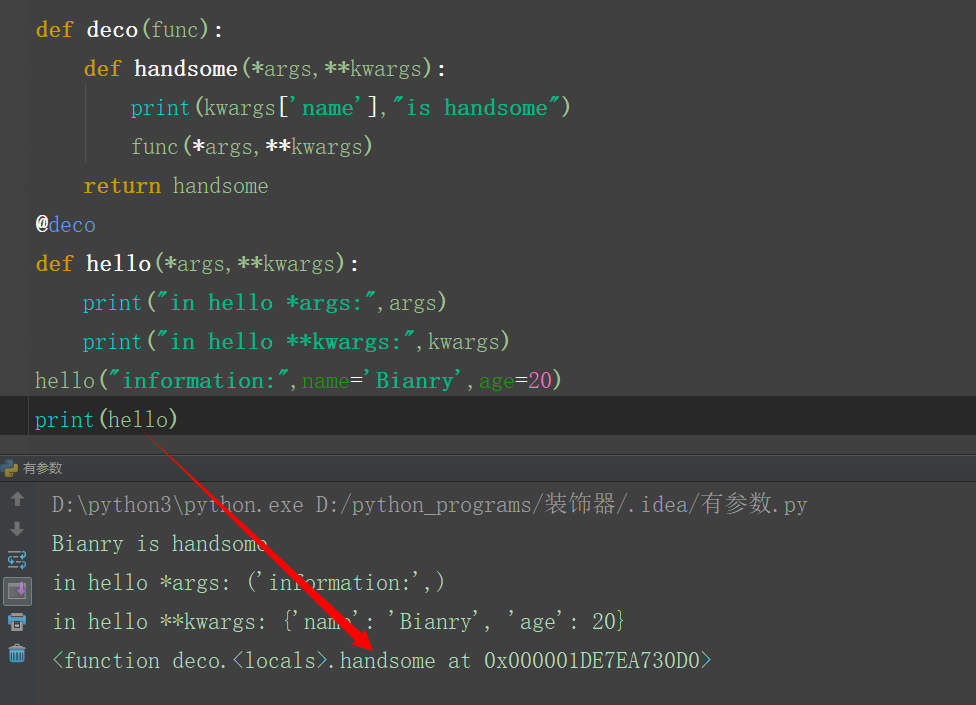 def deco(func):
    def handsome(*args,**kwargs):
        print(kwargs['name'],"is handsome")
        func(*args,**kwargs)
    return handsome
@deco
def hello(*args,**kwargs):
    print("in hello *args:",args)
    print("in hello **kwargs:",kwargs)
hello("information:",name='Bianry',age=20)
print(hello)
有参数
D:\python3\python.exe D:/python_programs/装饰器/.idea/有参数.py
Bianry is handsome
in hello *args: ('information:',)
in hello **kwargs: {'name': 'Bianry', 'age': 20}
<function deco.<locals>.handsome at 0x000001DE7EA730D0>